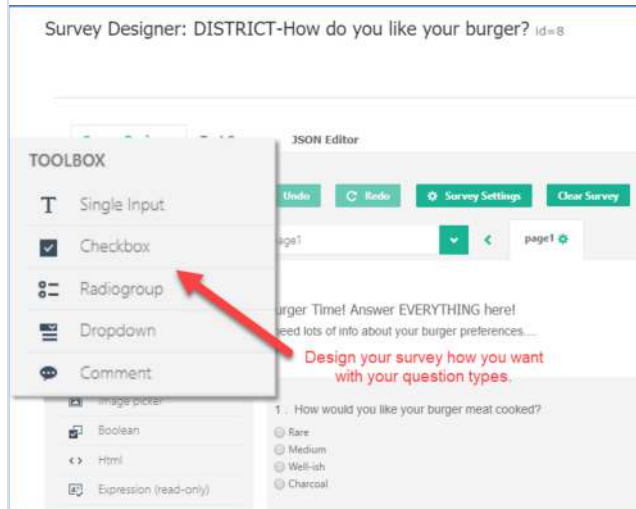 Survey Designer: DISTRICT-How do you like your burger? id=8
JSON Editor
TOOLBOX
Single Input
Checkbox
Radiogroup
Dropdown
Comment
Image picker
Boolean
Html
Expression (read-only)
Undo
Redo
Survey Settings
Clear Survey
page1
urger Time! Answer EVERYTHING here!
need lots of info about your burger preferences....
Design your survey how you want
with your question types.
1 . How would you like your burger meat cooked?
Rare
Medium
Well-ish
Charcoal